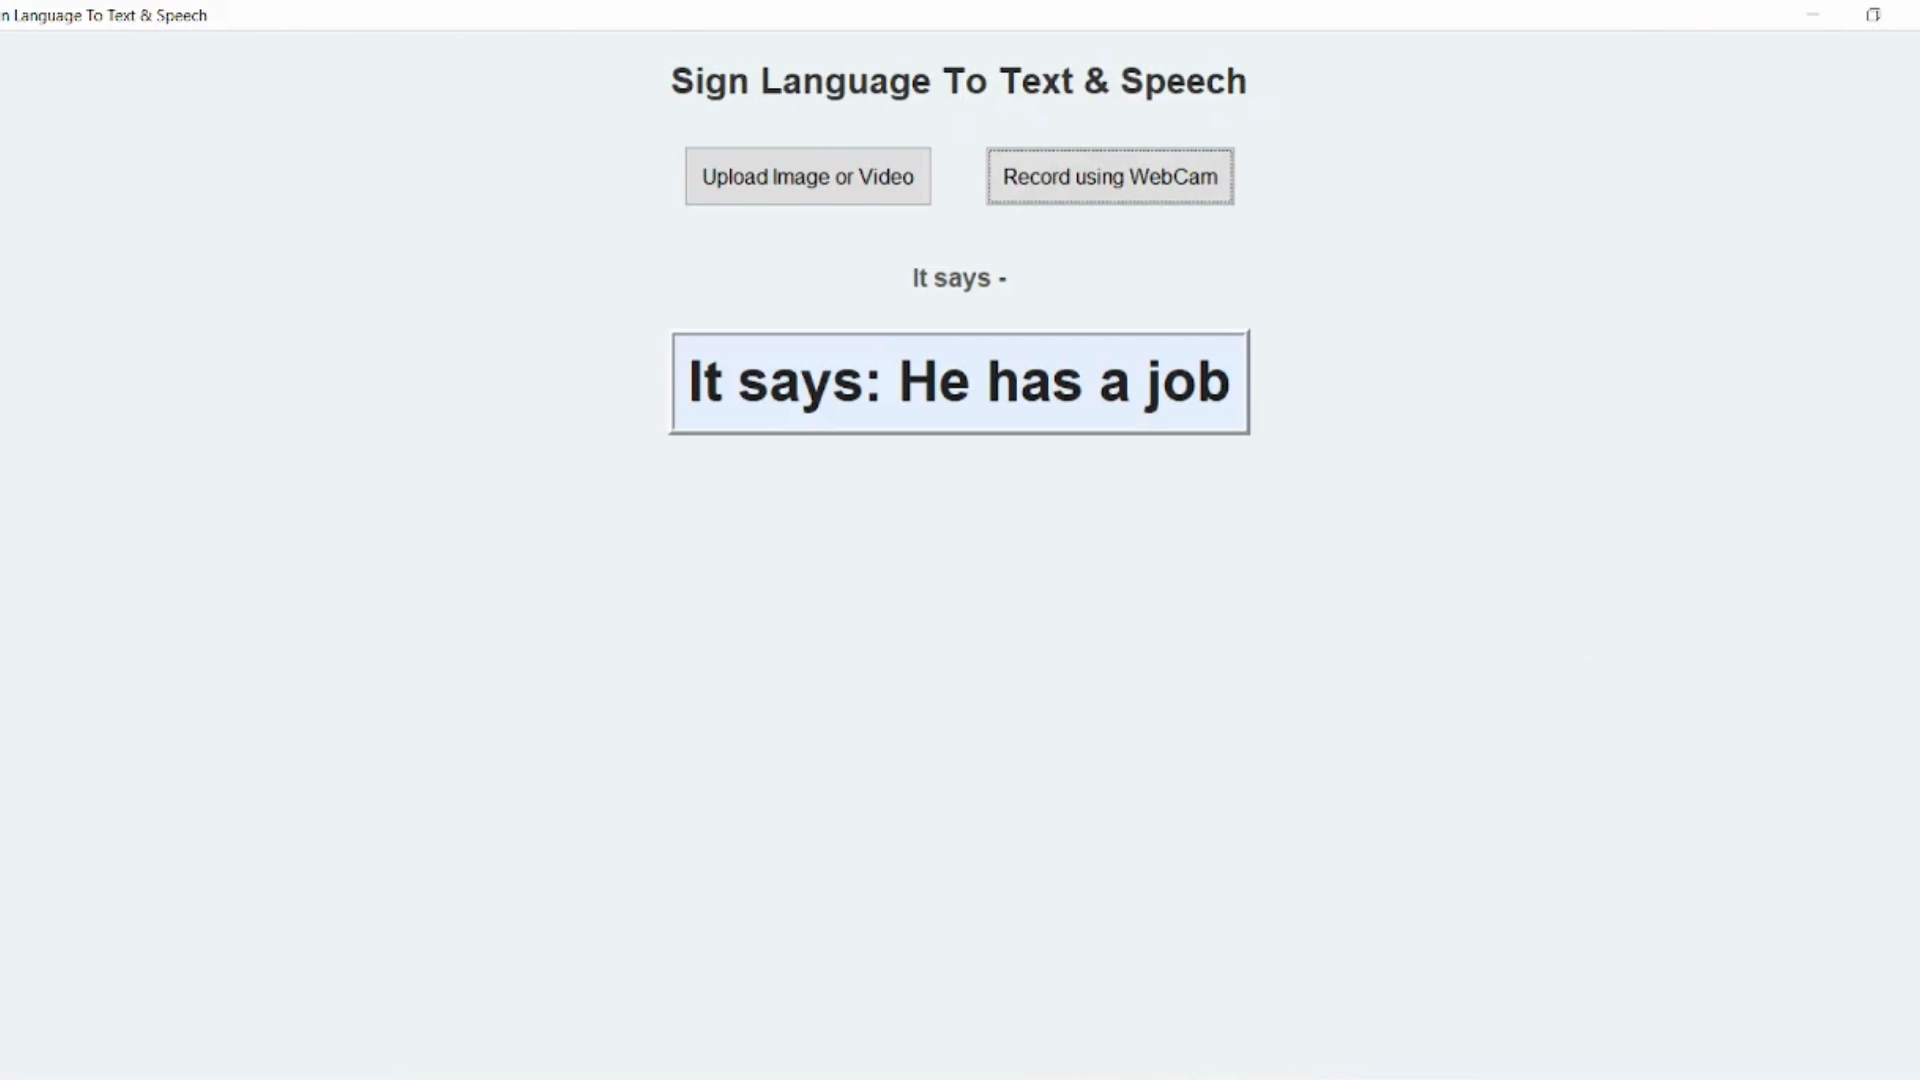 n Language To Text & Speech
Sign Language To Text & Speech
Upload Image or Video
Record using WebCam
It says -
It says: He has a job